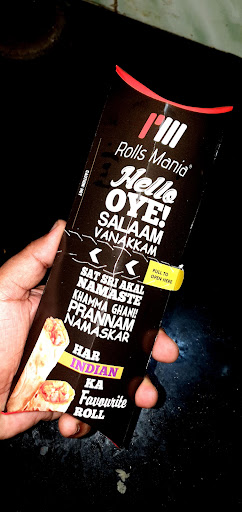 Rolls Mania®
Hello
OYE!
SALAAM
VANAKKAM
PULL TO
OPEN HERE
SAT SRI AKAL
NAMASTE
KHAMMA GHANI!
PRANNAM
NAMASKAR
HAR
INDIAN
KA
Favourite
ROLL